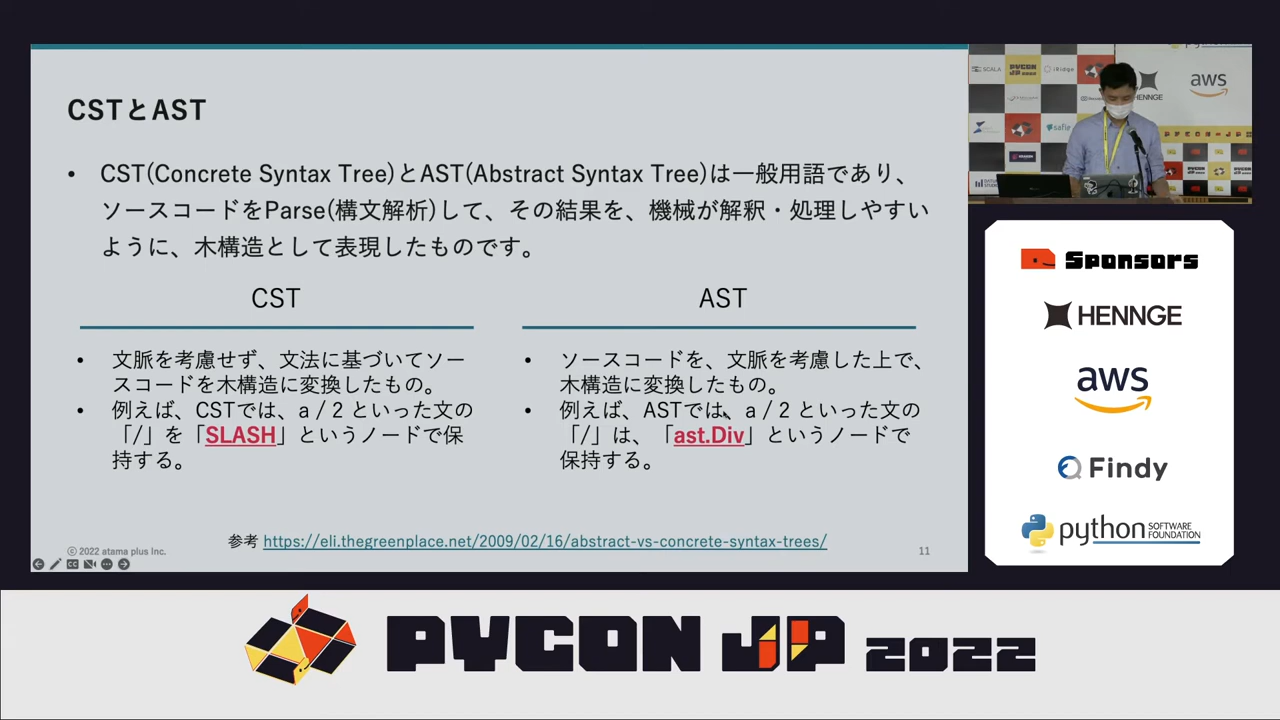 CSTとAST
• CST(Concrete Syntax Tree)とAST(Abstract Syntax Tree)は一般用語であり、
ソースコードをParse(構文解析)して、その結果を、機械が解釈・処理しやすい
ように、木構造として表現したものです。
CST
• 文脈を考慮せず、文法に基づいてソー
スコードを木構造に変換したもの。
• 例えば、CSTでは、a / 2 といった文の
「/」を「SLASH」というノードで保
持する。
AST
• ソースコードを、文脈を考慮した上で、
木構造に変換したもの。
• 例えば、ASTでは、a / 2 といった文の
「/」は、「ast.Div」というノードで
保持する。
参考 https://eli.thegreenplace.net/2009/02/16/abstract-vs-concrete-syntax-trees/
© 2022 atama plus Inc.
11
SCALA
PYCON
JP 2022
HENNGE
aws
Sponsors
HENNGE
aws
Findy
python SOFTWARE
FOUNDATION
PYCON JP 2022